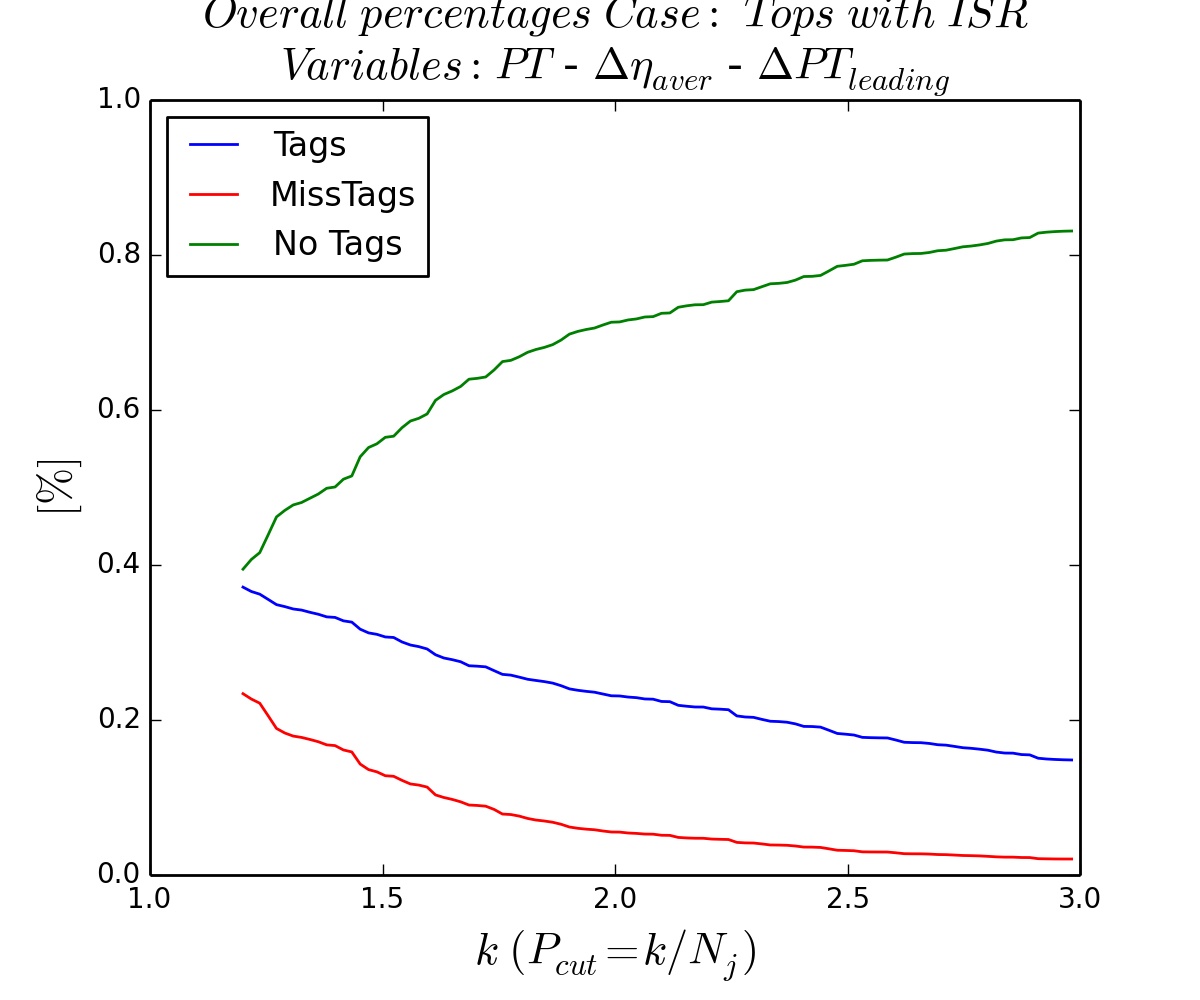 Overall percentages Case : Tops with ISR
Variables : PT - Δη_aver - ΔPT_leading
1.0
Tags
MissTags
No Tags
0.8
0.6
[%]
0.4
0.2
0.0
1.0 1.5 2.0 2.5 3.0
k (P_cut = k/N_j)